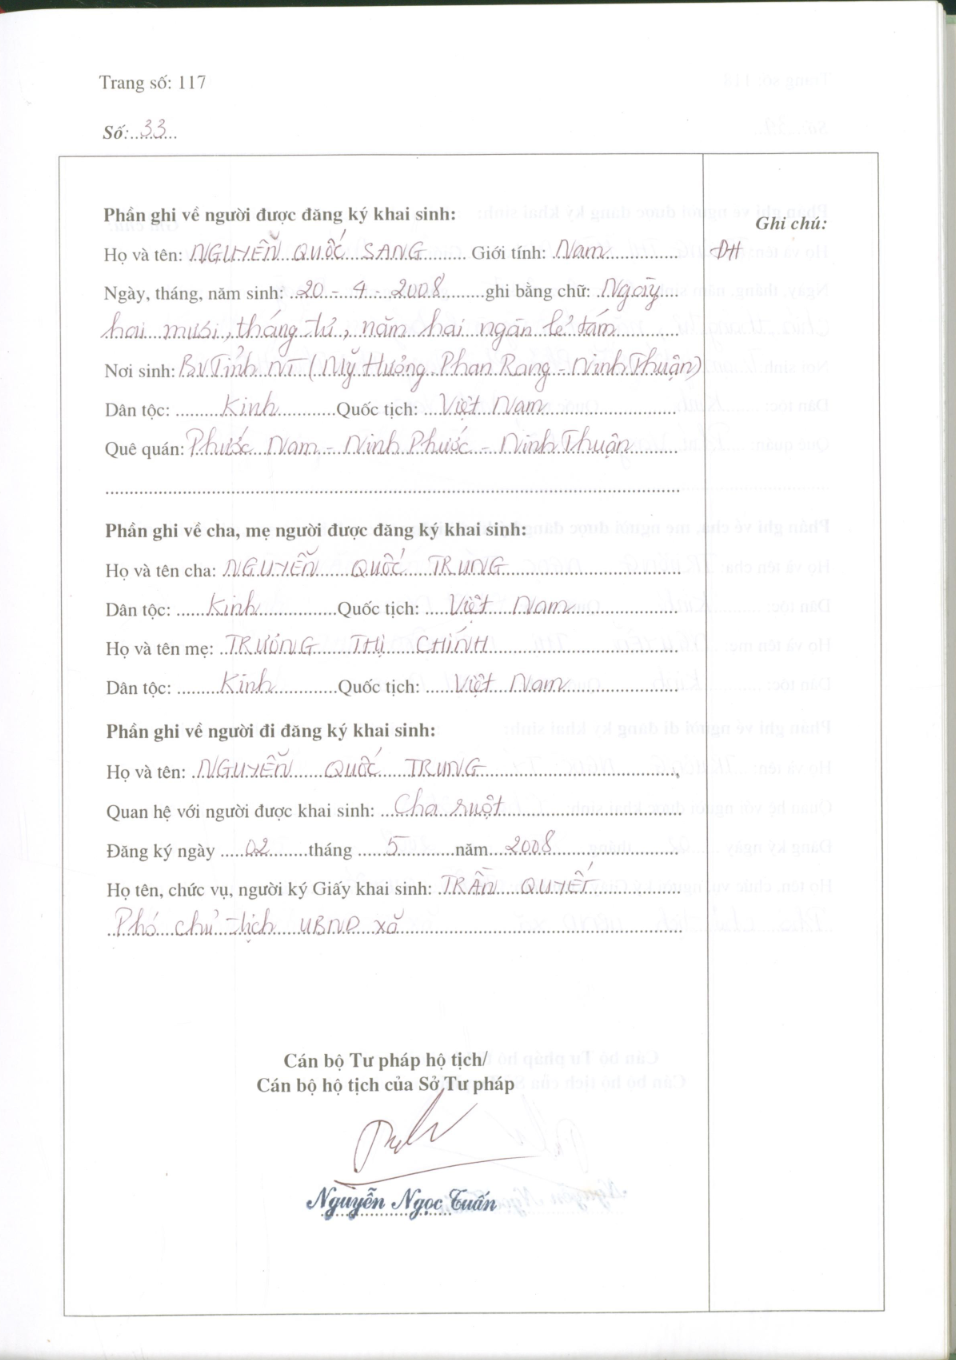 Trang số: 117
Số: 33
Phần ghi về người được đăng ký khai sinh:
Ghi chú:
Họ và tên: NGUYỄN QUỐC SANG Giới tính: Nam ĐH
Ngày, tháng, năm sinh: 20 - 4 - 2008 ghi bằng chữ: Ngày
hai mươi, tháng tư, năm hai ngàn lẻ tám
Nơi sinh: BV Tỉnh NT (Mỹ Hương Phan Rang - Ninh Thuận)
Dân tộc: Kinh Quốc tịch: Việt Nam
Quê quán: Phước Nam - Ninh Phước - Ninh Thuận
Phần ghi về cha, mẹ người được đăng ký khai sinh:
Họ và tên cha: NGUYỄN QUỐC TRUNG
Dân tộc: Kinh Quốc tịch: Việt Nam
Họ và tên mẹ: TRƯƠNG THỊ CHÍNH
Dân tộc: Kinh Quốc tịch: Việt Nam
Phần ghi về người đi đăng ký khai sinh:
Họ và tên: NGUYỄN QUỐC TRUNG
Quan hệ với người được khai sinh: Cha ruột
Đăng ký ngày 02 tháng 5 năm 2008
Họ tên, chức vụ, người ký Giấy khai sinh: TRẦN QUYẾT
Phó chủ tịch UBND xã
Cán bộ Tư pháp hộ tịch/
Cán bộ hộ tịch của Sở Tư pháp
Nguyễn Ngọc Tuấn